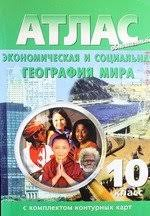 АТЛАС
ЭКОНОМИЧЕСКАЯ И СОЦИАЛЬНАЯ
ГЕОГРАФИЯ МИРА
10
класс
с комплектом контурных карт